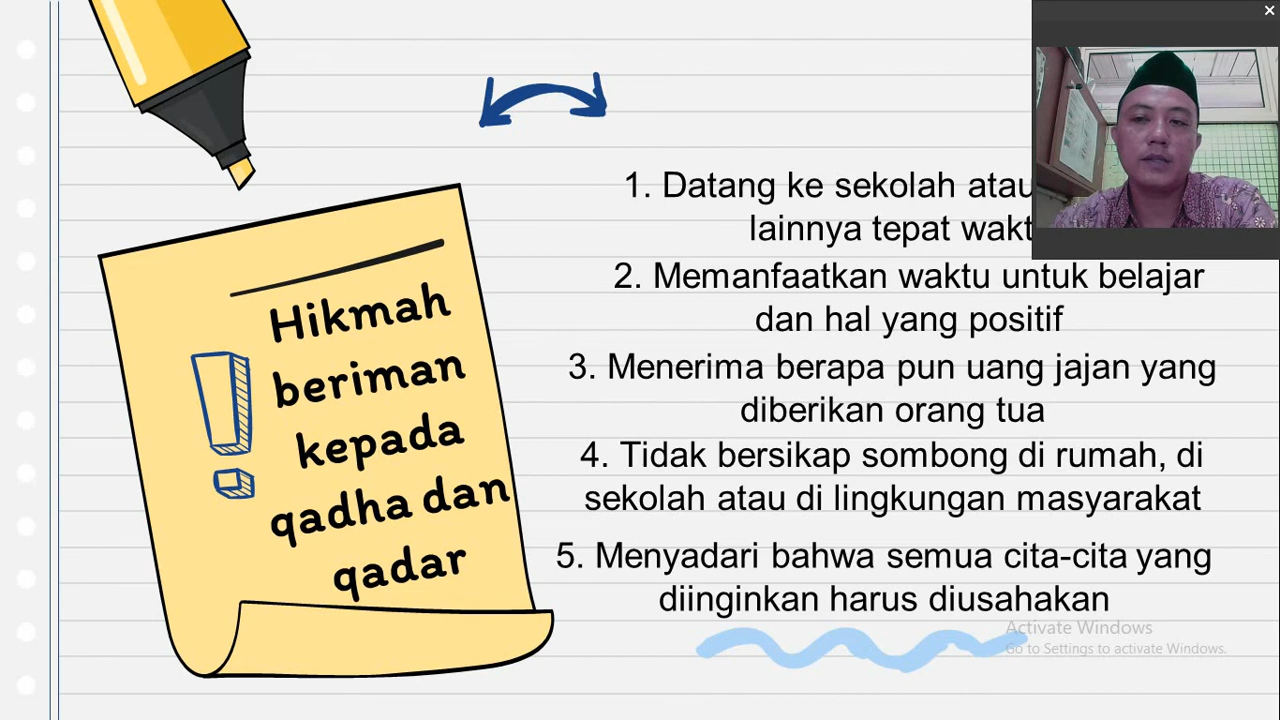 Hikmah
beriman
kepada
qadha dan
qadar
1. Datang ke sekolah atau
lainnya tepat
2. Memanfaatkan waktu untuk belajar
dan hal yang positif
3. Menerima berapa pun uang jajan yang
diberikan orang tua
4. Tidak bersikap sombong di rumah, di
sekolah atau di lingkungan masyarakat
5. Menyadari bahwa semua cita-cita yang
diinginkan harus diusahakan
Activate Windows
Go to Settings to activate Windows.